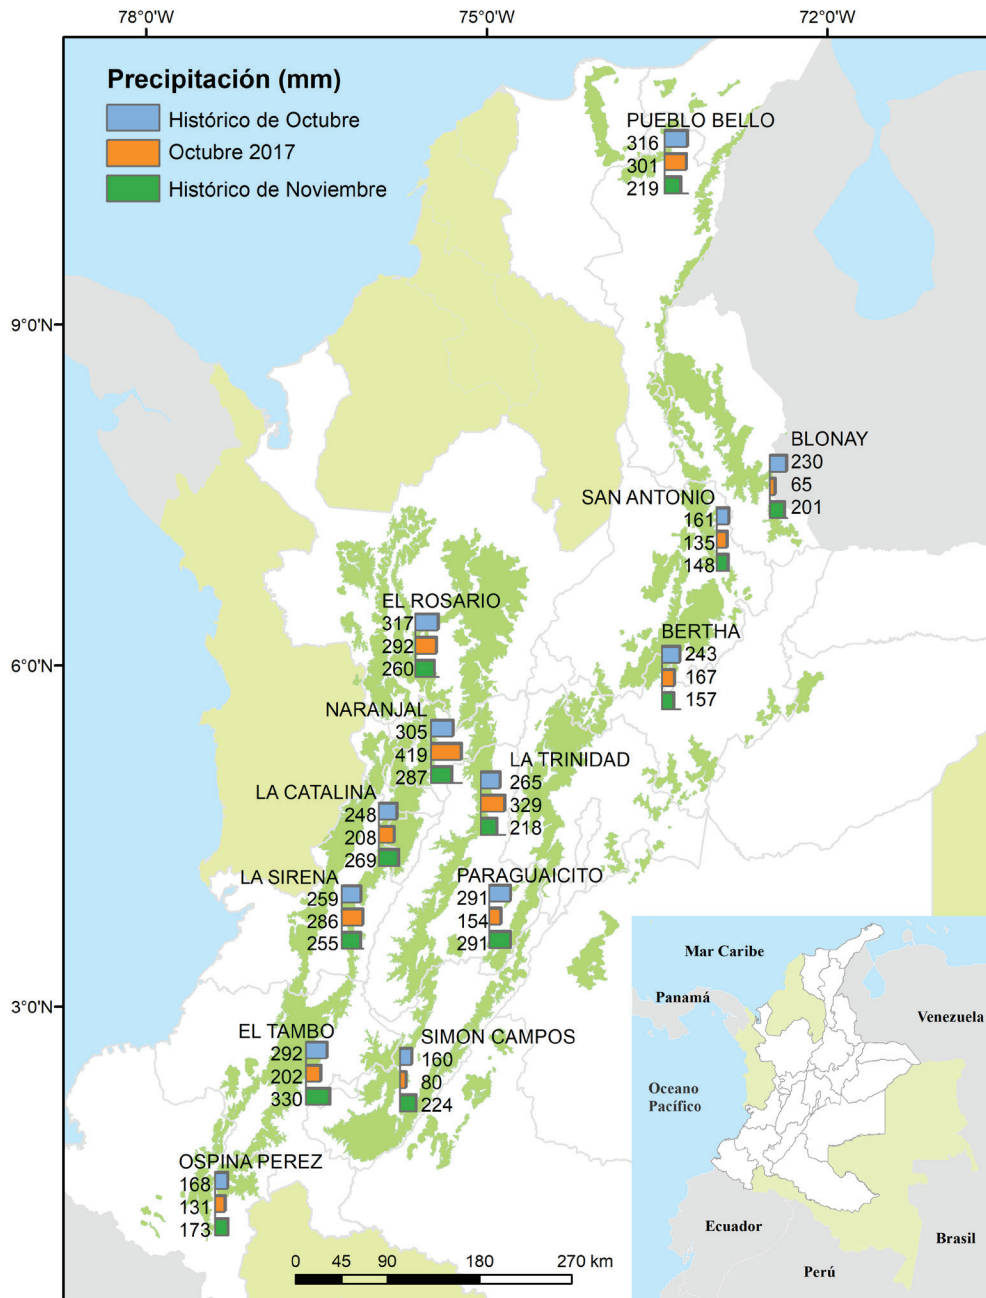 78°0'W
75°0'W
72°0'W
Precipitación (mm)
Histórico de Octubre
Octubre 2017
Histórico de Noviembre
PUEBLO BELLO
316
301
219
9°0'N
BLONAY
230
65
201
SAN ANTONIO
161
135
148
EL ROSARIO
317
292
260
6°0'N
BERTHA
243
167
157
NARANJAL
305
419
287
LA TRINIDAD
265
329
218
LA CATALINA
248
208
269
LA SIRENA
259
286
255
PARAGUAICITO
291
154
291
3°0'N
EL TAMBO
292
202
330
SIMON CAMPOS
160
80
224
OSPINA PEREZ
168
131
173
0 45 90 180 270 km
Mar Caribe
Panamá
Venezuela
Oceano
Pacífico
Ecuador
Brasil
Perú